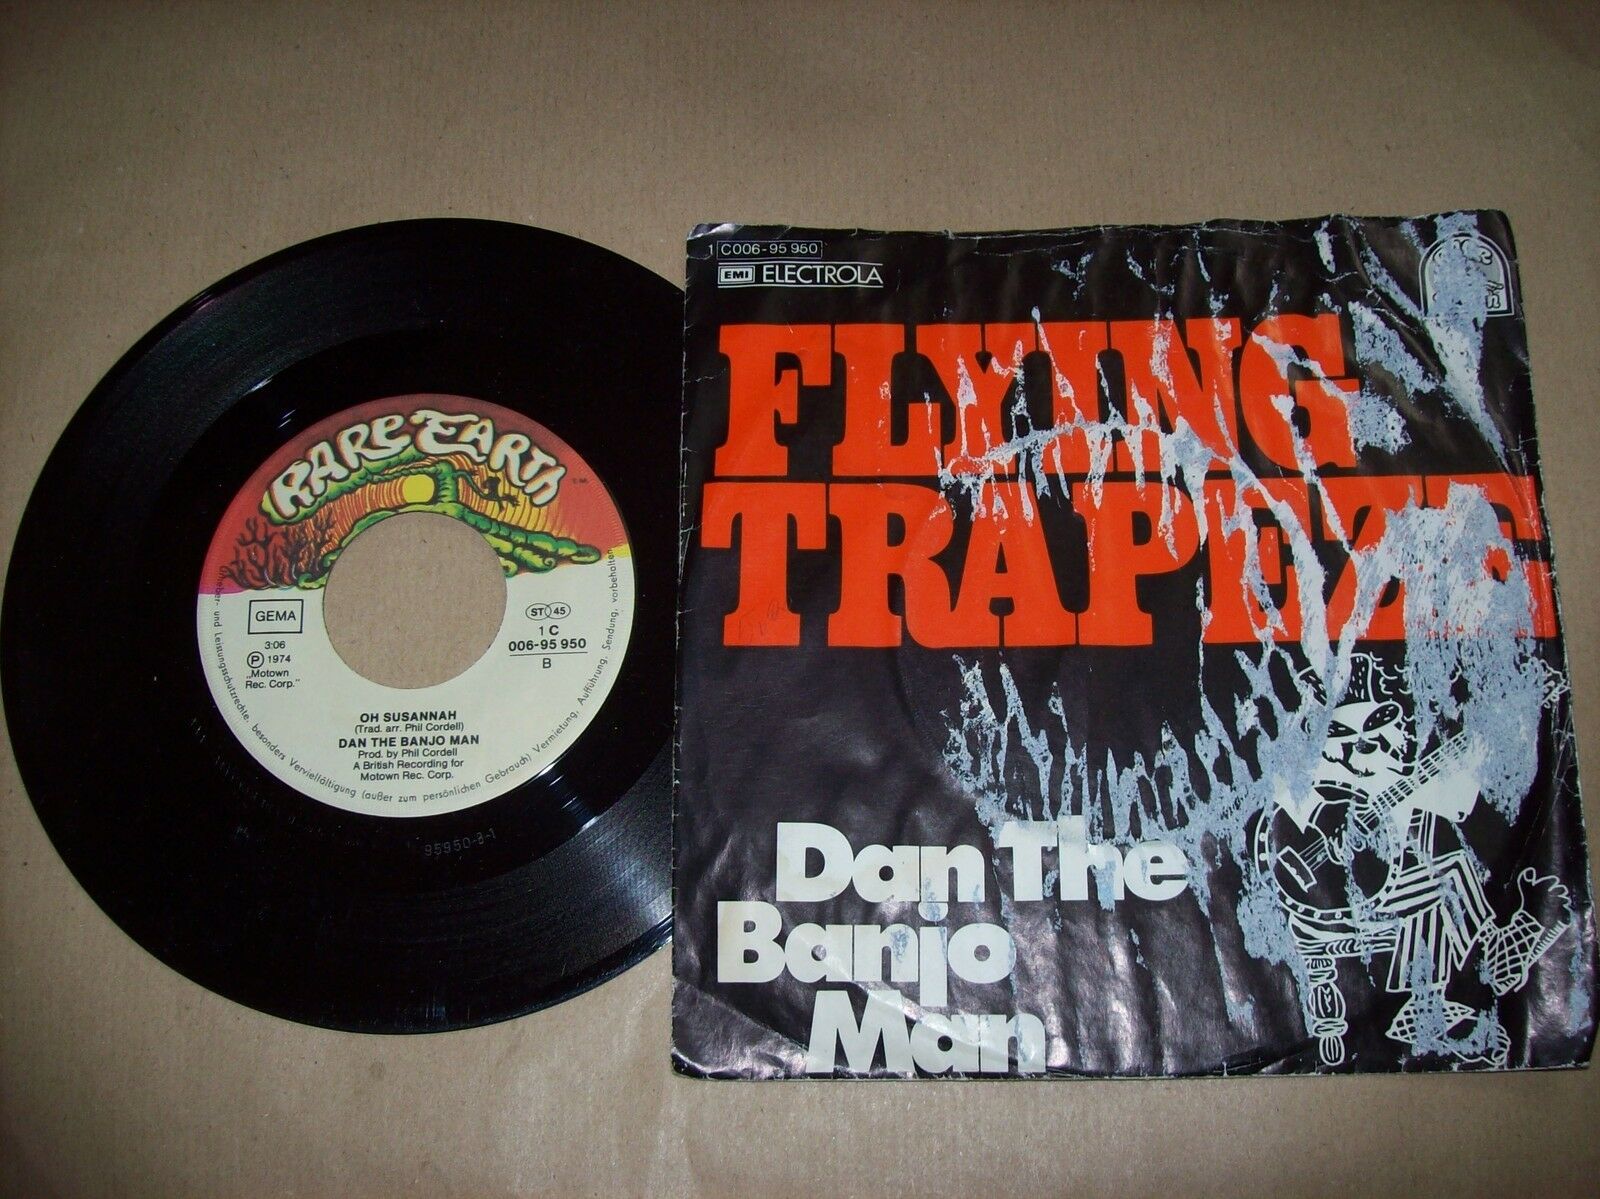 RARE EARTH
T.M.
GEMA
3:06
Ⓟ 1974
„Motown
Rec. Corp."
ST 45
1 C
006-95 950
B
OH SUSANNAH
(Trad. arr. Phil Cordell)
DAN THE BANJO MAN
Prod. by Phil Cordell
A British Recording for
Motown Rec. Corp.
Urheber- und Leistungsschutzrechte, besonders Vervielfältigung (außer zum persönlichen Gebrauch) Vermietung, Aufführung, Sendung, vorbehalten
95950-B-1
1C006-95 950
EMI ELECTROLA
FLYING
TRAPEZE
Dan The
Banjo
Man